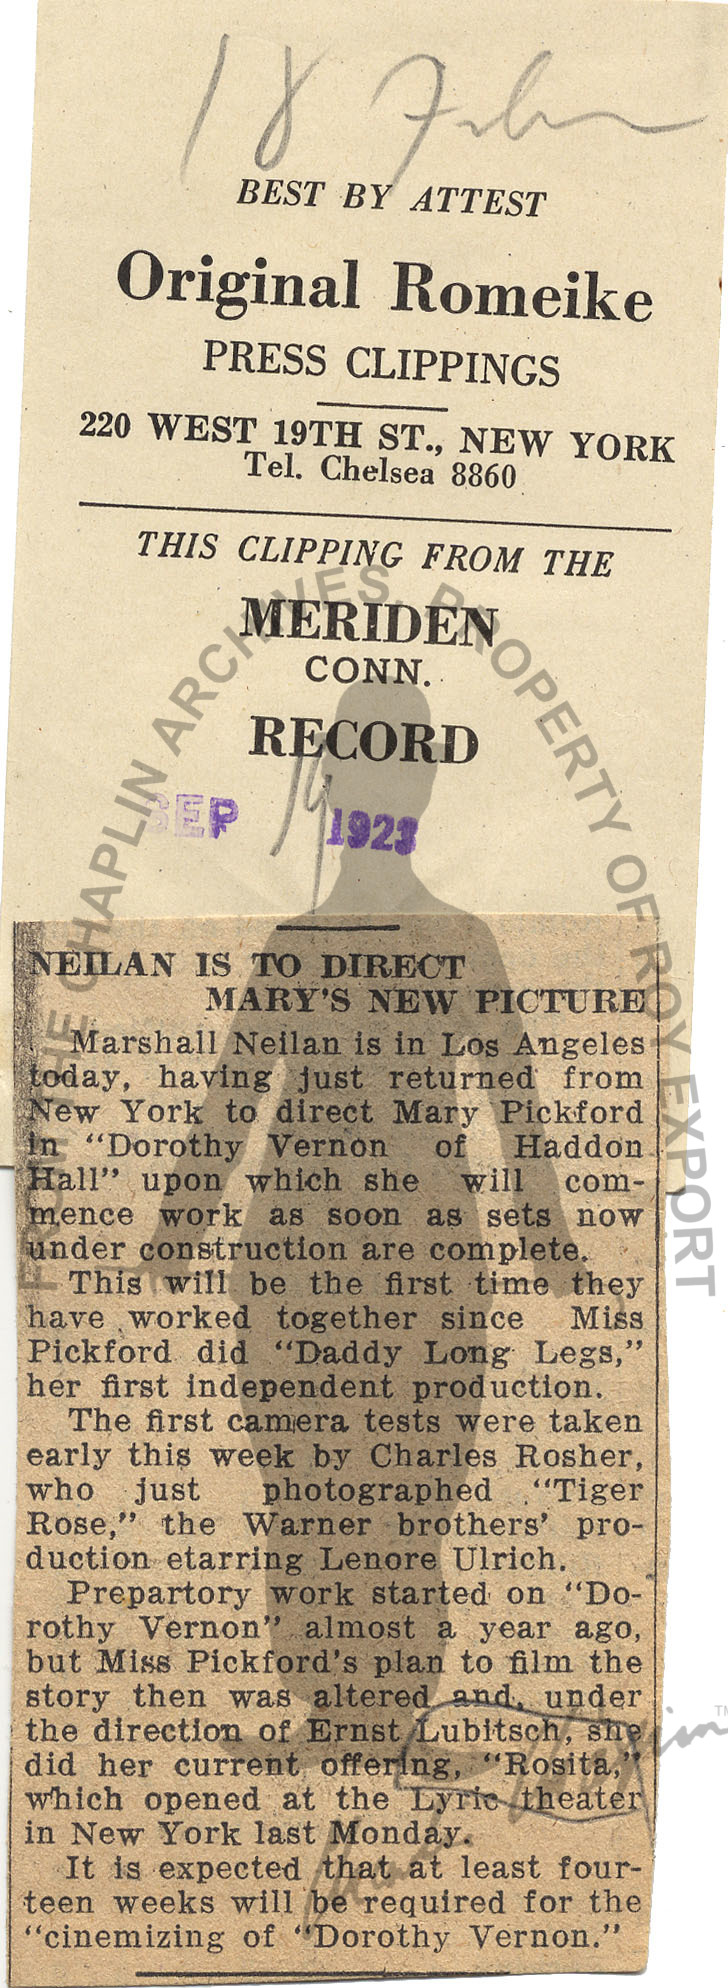 18
BEST BY ATTEST
Original Romeike
PRESS CLIPPINGS
220 WEST 19TH ST., NEW YORK
Tel. Chelsea 8860
THIS CLIPPING FROM THE
MERIDEN
CONN.
RECORD
SEP 19 1923
NEILAN IS TO DIRECT
MARY'S NEW PICTURE
Marshall Neilan is in Los Angeles
today, having just returned from
New York to direct Mary Pickford
in "Dorothy Vernon of Haddon
Hall" upon which she will com-
mence work as soon as sets now
under construction are complete.
This will be the first time they
have worked together since Miss
Pickford did "Daddy Long Legs,"
her first independent production.
The first camera tests were taken
early this week by Charles Rosher,
who just photographed "Tiger
Rose," the Warner brothers' pro-
duction etarring Lenore Ulrich.
Prepartory work started on "Do-
rothy Vernon" almost a year ago,
but Miss Pickford's plan to film the
story then was altered and, under
the direction of Ernst Lubitsch, she
did her current offering, "Rosita,"
which opened at the Lyric theater
in New York last Monday.
It is expected that at least four-
teen weeks will be required for the
"cinemizing of "Dorothy Vernon."
FROM THE CHAPLIN ARCHIVES. PROPERTY OF ROY EXPORT
TM